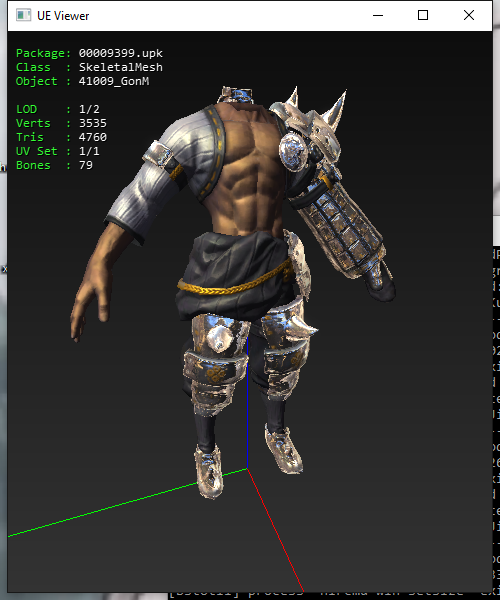 UE Viewer
Package: 00009399.upk
Class : SkeletalMesh
Object : 41009_GonM
LOD : 1/2
Verts : 3535
Tris : 4760
UV Set : 1/1
Bones : 79